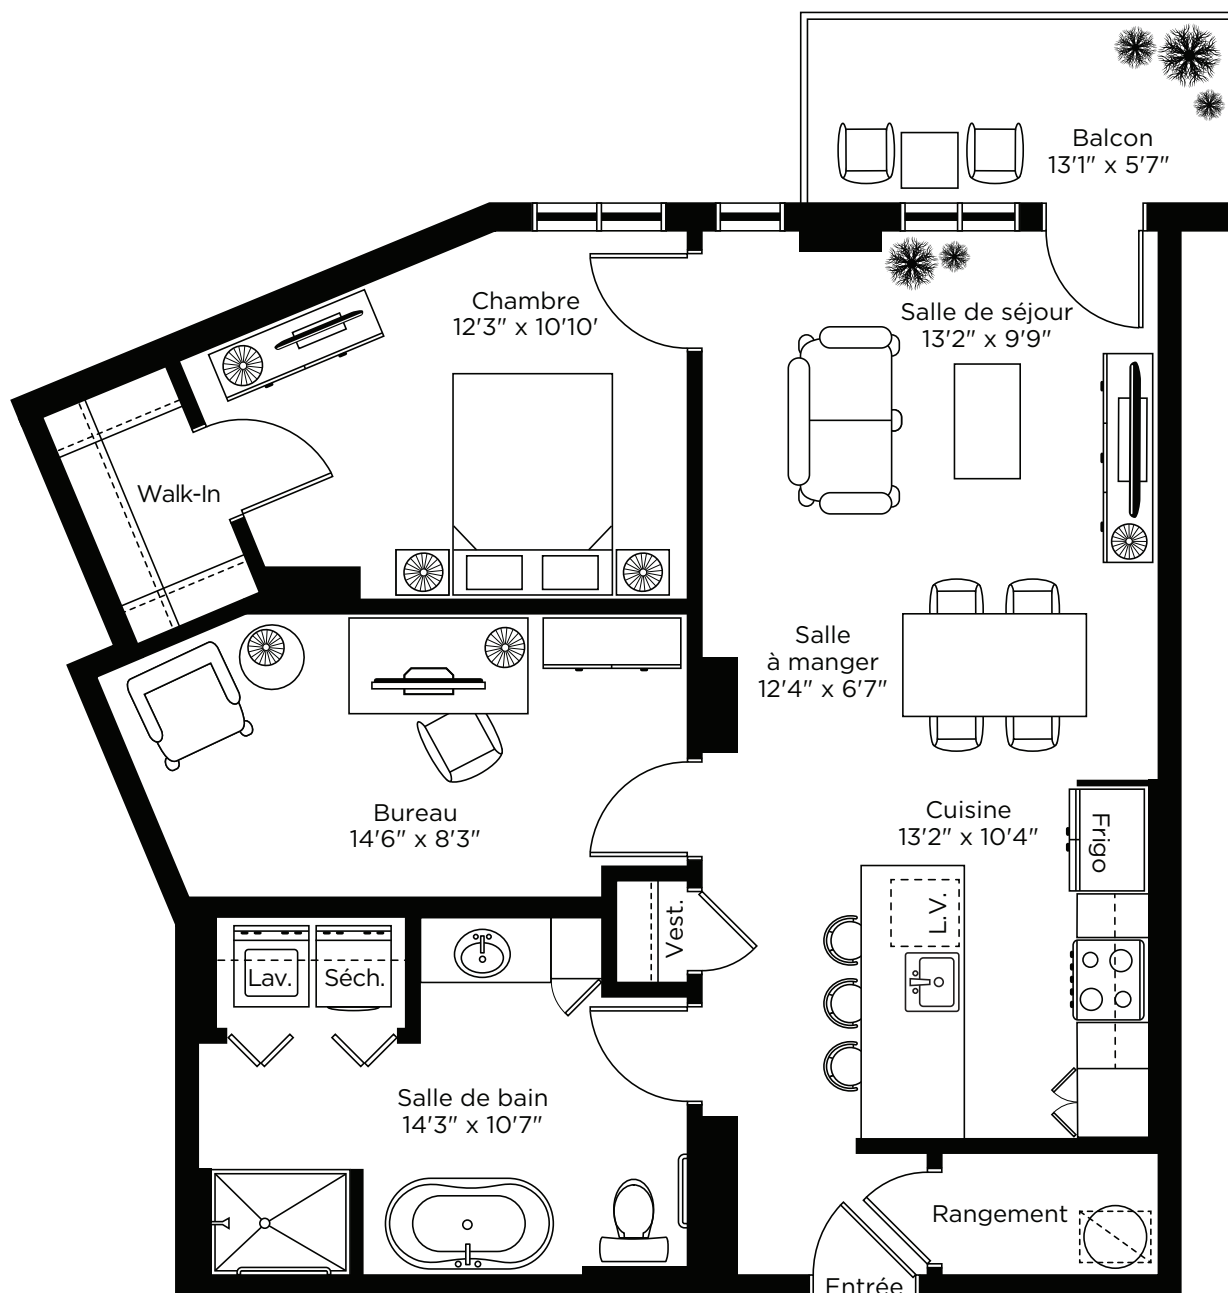 Balcon
13'1" x 5'7"
Chambre
12'3" x 10'10'
Salle de séjour
13'2" x 9'9"
Walk-In
Salle
à manger
12'4" x 6'7"
Bureau
14'6" x 8'3"
Cuisine
13'2" x 10'4"
Frigo
L.V.
Vest.
Lav.
Séch.
Salle de bain
14'3" x 10'7"
Rangement
Entrée